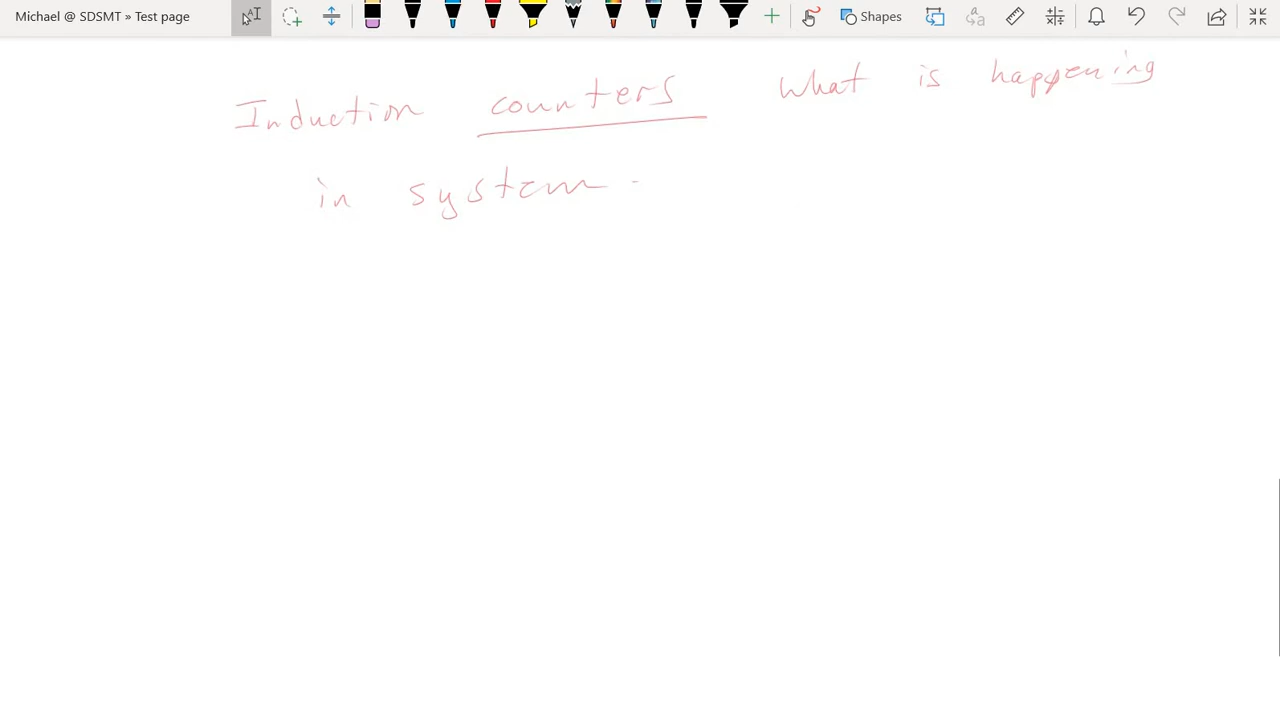 Michael @ SDSMT » Test page
Shapes
Induction counters what is happening
in system.